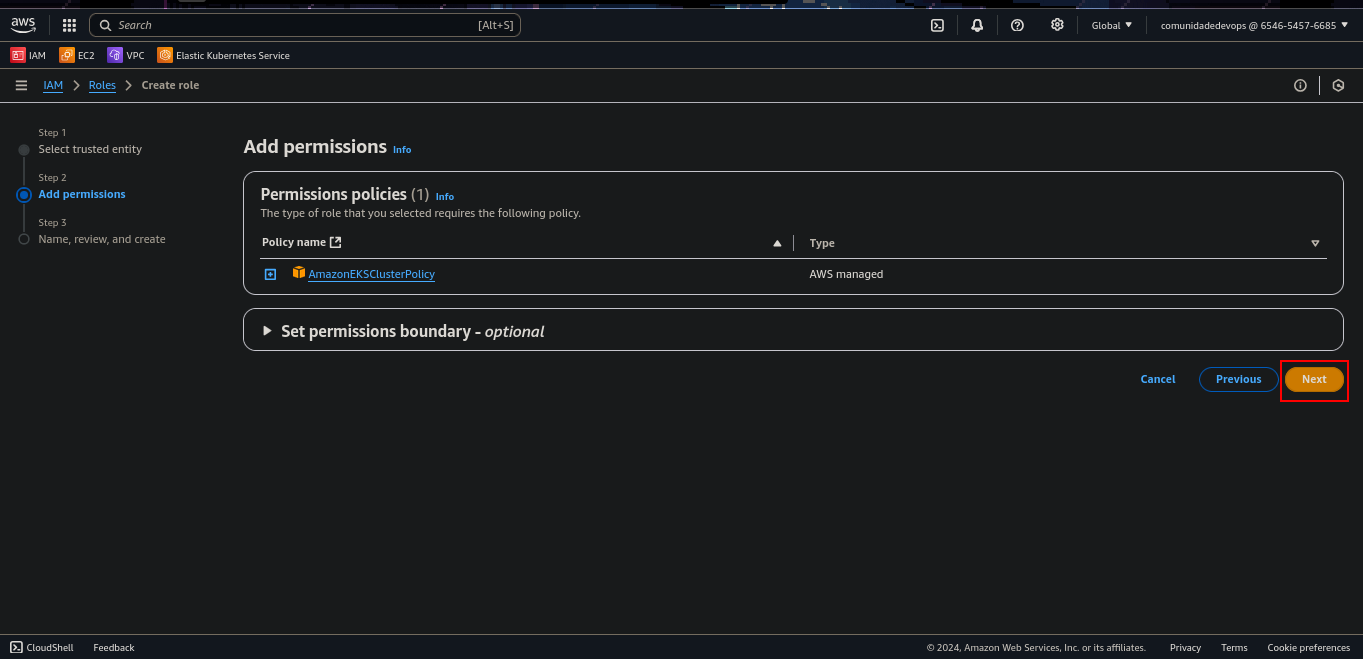 aws
Search [Alt+S]
Global
comunidadedevops @ 6546-5457-6685
IAM EC2 VPC Elastic Kubernetes Service
IAM Roles Create role
Step 1
Select trusted entity
Step 2
Add permissions
Step 3
Name, review, and create
Add permissions Info
Permissions policies (1) Info
The type of role that you selected requires the following policy.
Policy name Type
AmazonEKSClusterPolicy AWS managed
Set permissions boundary - optional
Cancel Previous Next
CloudShell Feedback © 2024, Amazon Web Services, Inc. or its affiliates. Privacy Terms Cookie preferences